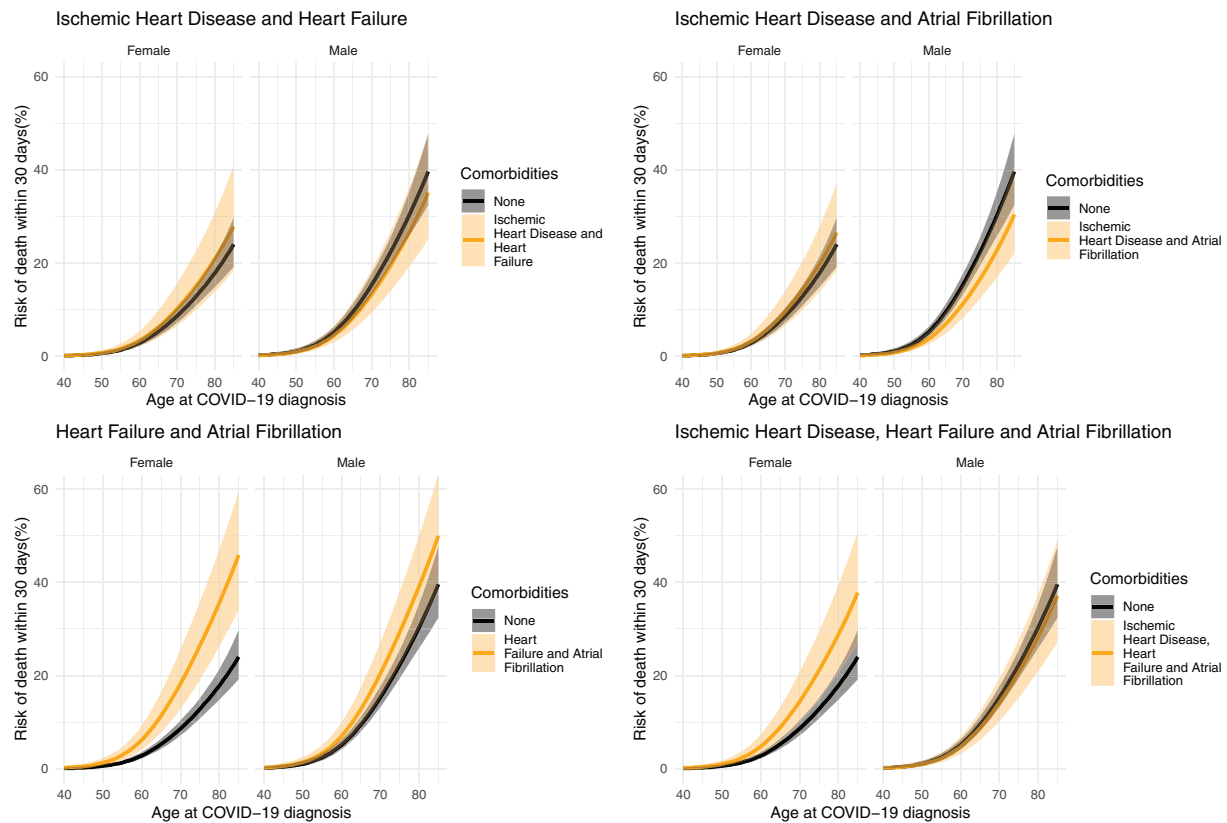 Ischemic Heart Disease and Heart Failure
Female
Male
60
40
20
0
Risk of death within 30 days(%)
40 50 60 70 80
40 50 60 70 80
Age at COVID−19 diagnosis
Comorbidities
None
Ischemic
Heart Disease and
Heart
Failure
Ischemic Heart Disease and Atrial Fibrillation
Female
Male
60
40
20
0
Risk of death within 30 days(%)
40 50 60 70 80
40 50 60 70 80
Age at COVID−19 diagnosis
Comorbidities
None
Ischemic
Heart Disease and Atrial
Fibrillation
Heart Failure and Atrial Fibrillation
Female
Male
60
40
20
0
Risk of death within 30 days(%)
40 50 60 70 80
40 50 60 70 80
Age at COVID−19 diagnosis
Comorbidities
None
Heart
Failure and Atrial
Fibrillation
Ischemic Heart Disease, Heart Failure and Atrial Fibrillation
Female
Male
60
40
20
0
Risk of death within 30 days(%)
40 50 60 70 80
40 50 60 70 80
Age at COVID−19 diagnosis
Comorbidities
None
Ischemic
Heart Disease,
Heart
Failure and Atrial
Fibrillation